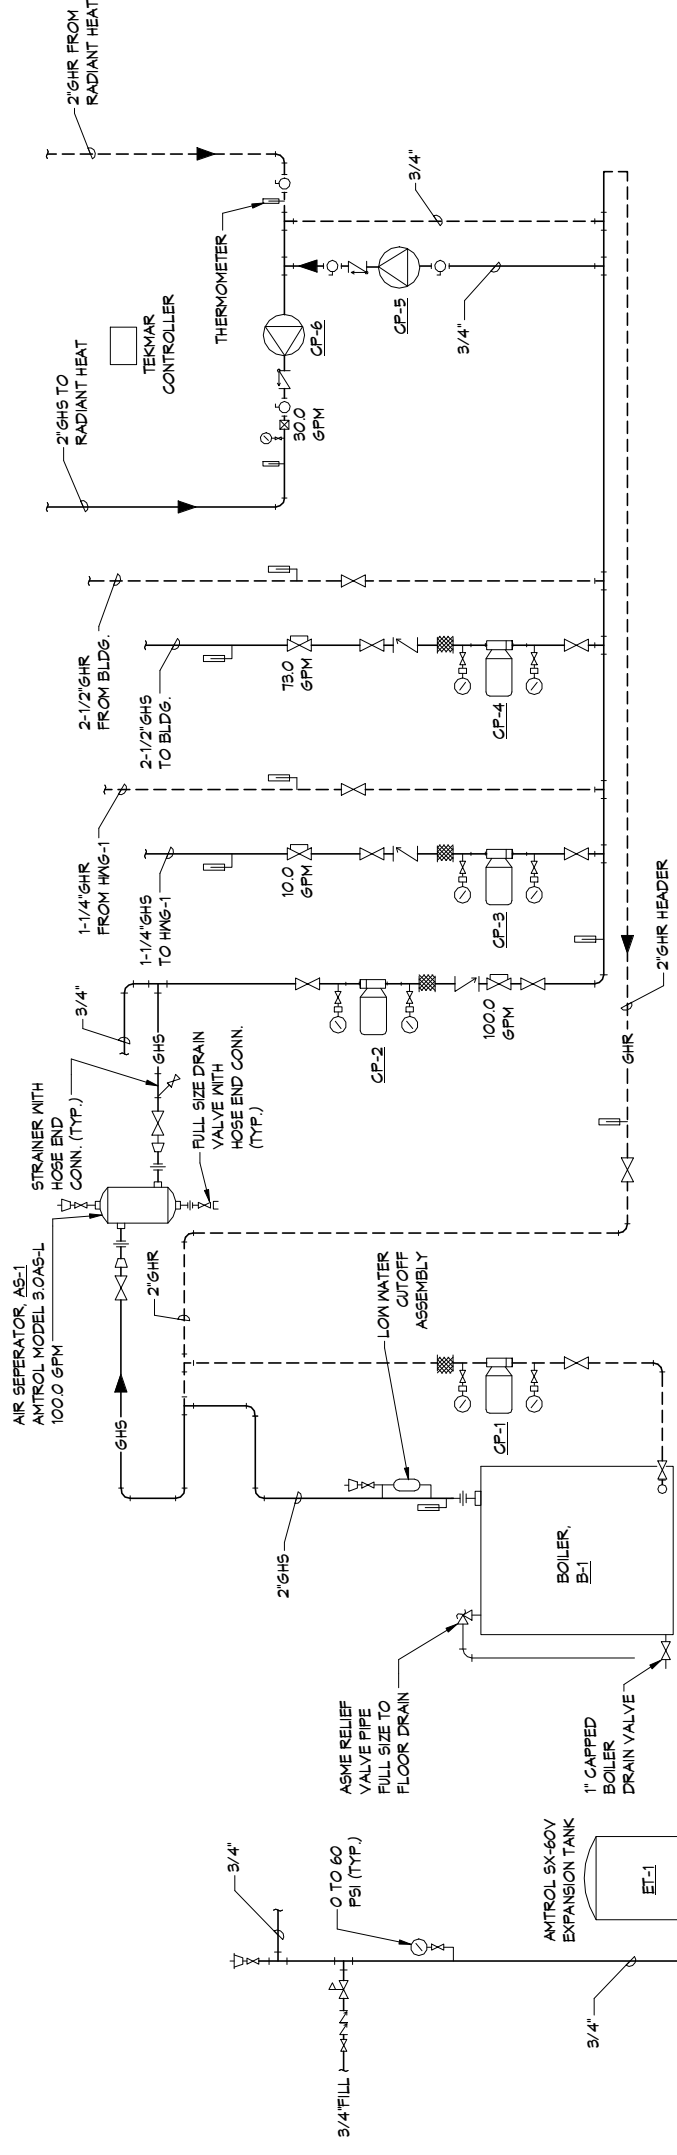 3/4"
3/4"FILL
0 TO 60
PSI (TYP.)
3/4"
AMTROL SX-60V
EXPANSION TANK
ET-1
AIR SEPERATOR, AS-1
AMTROL MODEL 3.0AS-L
100.0 GPM
STRAINER WITH
HOSE END
CONN. (TYP.)
3/4"
GHS
GHS
FULL SIZE DRAIN
VALVE WITH
HOSE END CONN.
(TYP.)
2"GHR
2"GHS
LOW WATER
CUTOFF
ASSEMBLY
ASME RELIEF
VALVE PIPE
FULL SIZE TO
FLOOR DRAIN
BOILER,
B-1
1" CAPPED
BOILER
DRAIN VALVE
CP-1
CP-2
100.0
GPM
1-1/4"GHR
FROM HWG-1
1-1/4"GHS
TO HWG-1
10.0
GPM
CP-3
2-1/2"GHR
FROM BLDG.
2-1/2"GHS
TO BLDG.
73.0
GPM
CP-4
2"GHS TO
RADIANT HEAT
TEKMAR
CONTROLLER
2"GHR FROM
RADIANT HEAT
THERMOMETER
30.0
GPM
CP-6
CP-5
3/4"
3/4"
GHR
2"GHR HEADER